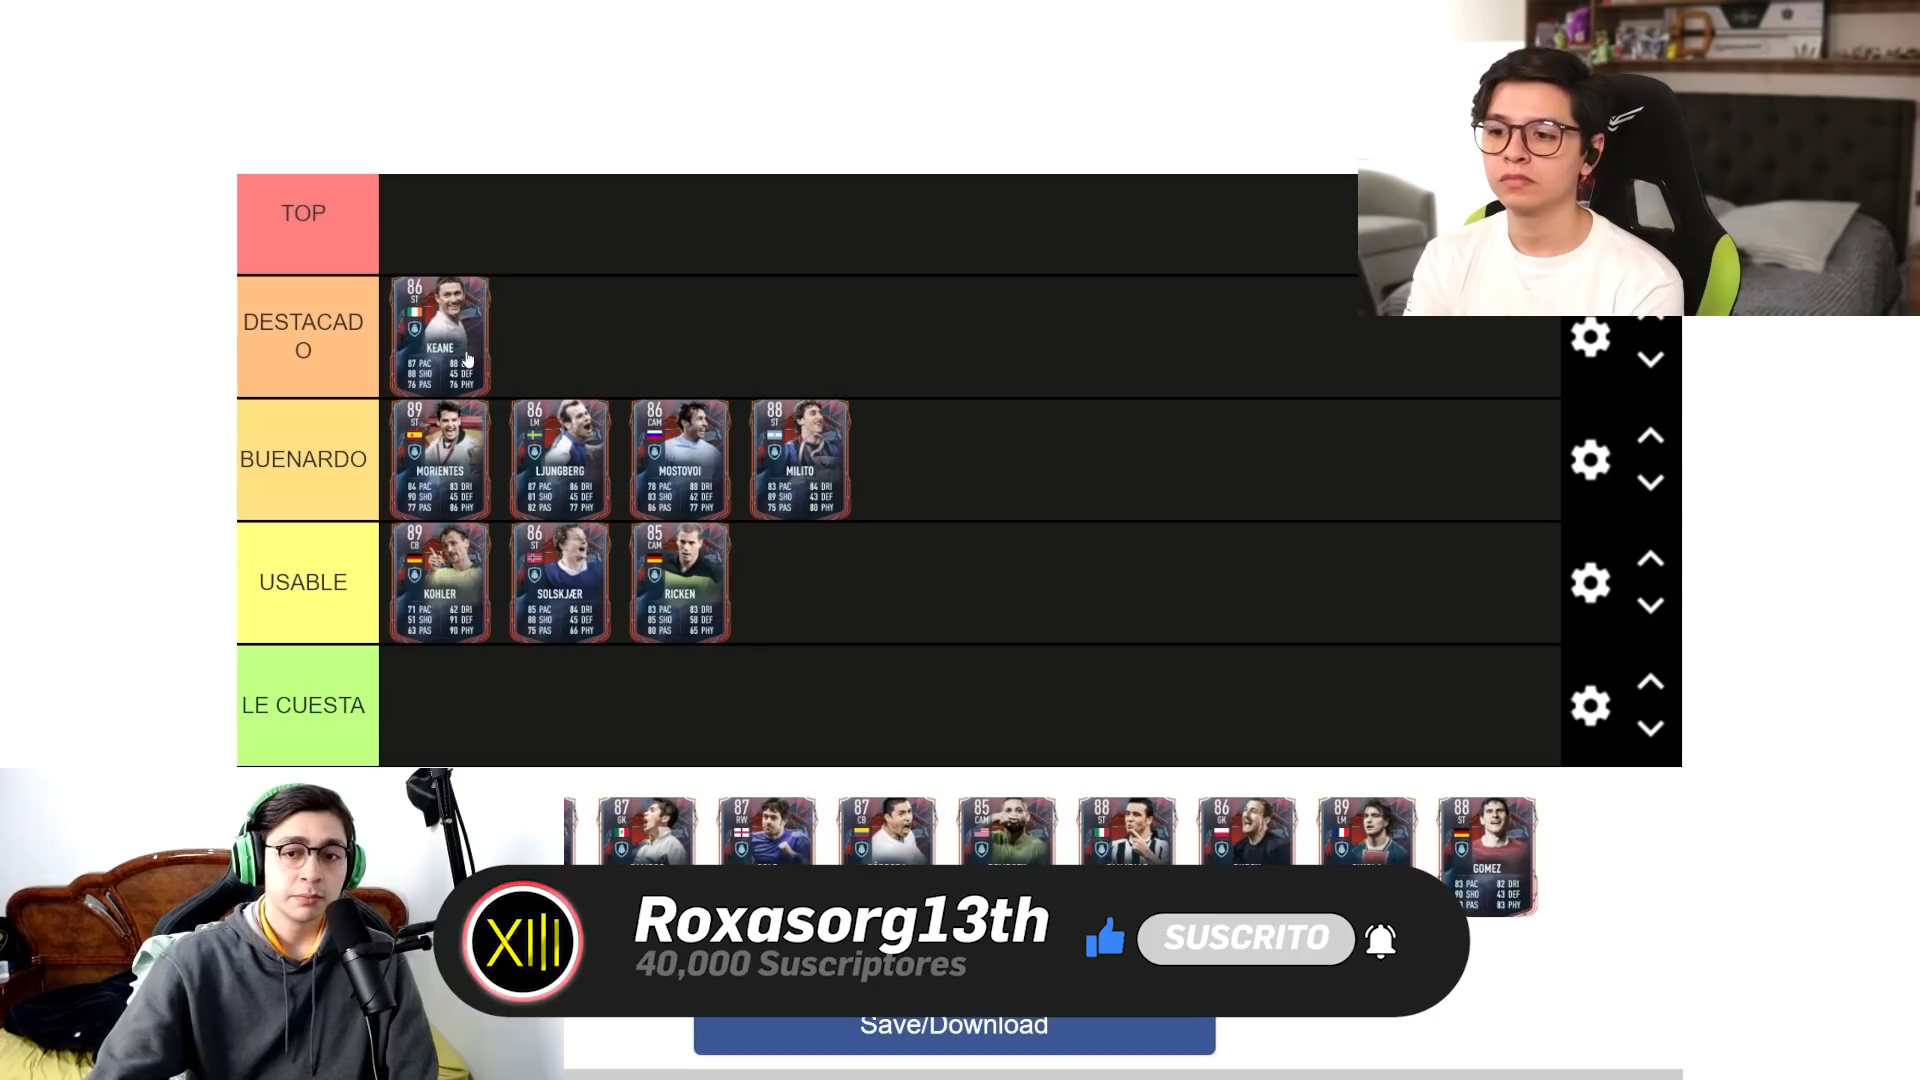 TOP
DESTACAD
O
86
ST
KEANE
87 PAC 88
88 SHO 45 DEF
76 PAS 76 PHY
BUENARDO
89
ST
MORIENTES
84 PAC 83 DRI
90 SHO 45 DEF
77 PAS 86 PHY
86
LM
LJUNGBERG
87 PAC 86 DRI
81 SHO 45 DEF
82 PAS 77 PHY
86
CAM
MOSTOVOI
78 PAC 88 DRI
83 SHO 62 DEF
86 PAS 77 PHY
88
ST
MILITO
83 PAC 84 DRI
89 SHO 43 DEF
75 PAS 80 PHY
USABLE
89
CB
KOHLER
71 PAC 62 DRI
51 SHO 91 DEF
63 PAS 90 PHY
86
ST
SOLSKJÆR
85 PAC 84 DRI
88 SHO 45 DEF
75 PAS 66 PHY
85
CAM
RICKEN
83 PAC 83 DRI
85 SHO 50 DEF
80 PAS 65 PHY
LE CUESTA
87
GK
87
RW
87
CB
85
CAM
88
ST
86
GK
89
LM
88
ST
GOMEZ
83 PAC 82 DRI
90 SHO 43 DEF
PAS 83 PHY
XIII
Roxasorg13th
40,000 Suscriptores
SUSCRITO
Save/Download